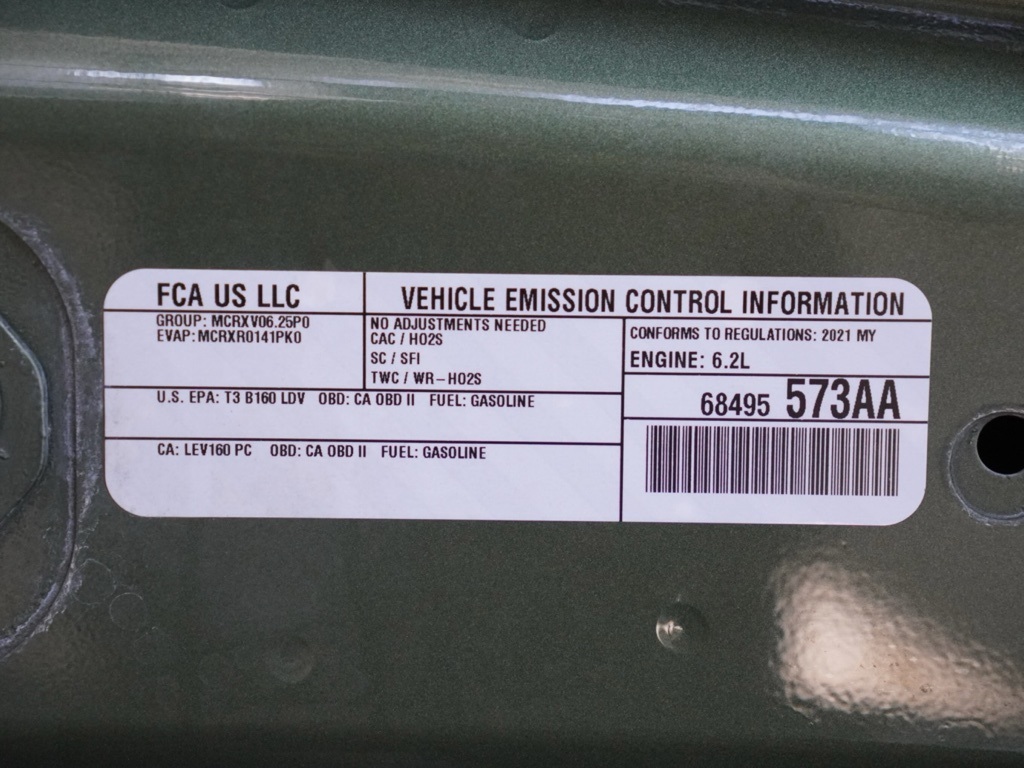 FCA US LLC
VEHICLE EMISSION CONTROL INFORMATION
GROUP: MCRXV06.25P0
EVAP: MCRXR0141PK0
NO ADJUSTMENTS NEEDED
CAC / HO2S
SC / SFI
TWC / WR-HO2S
CONFORMS TO REGULATIONS: 2021 MY
ENGINE: 6.2L
U.S. EPA: T3 B160 LDV OBD: CA OBD II FUEL: GASOLINE
68495 573AA
CA: LEV160 PC OBD: CA OBD II FUEL: GASOLINE